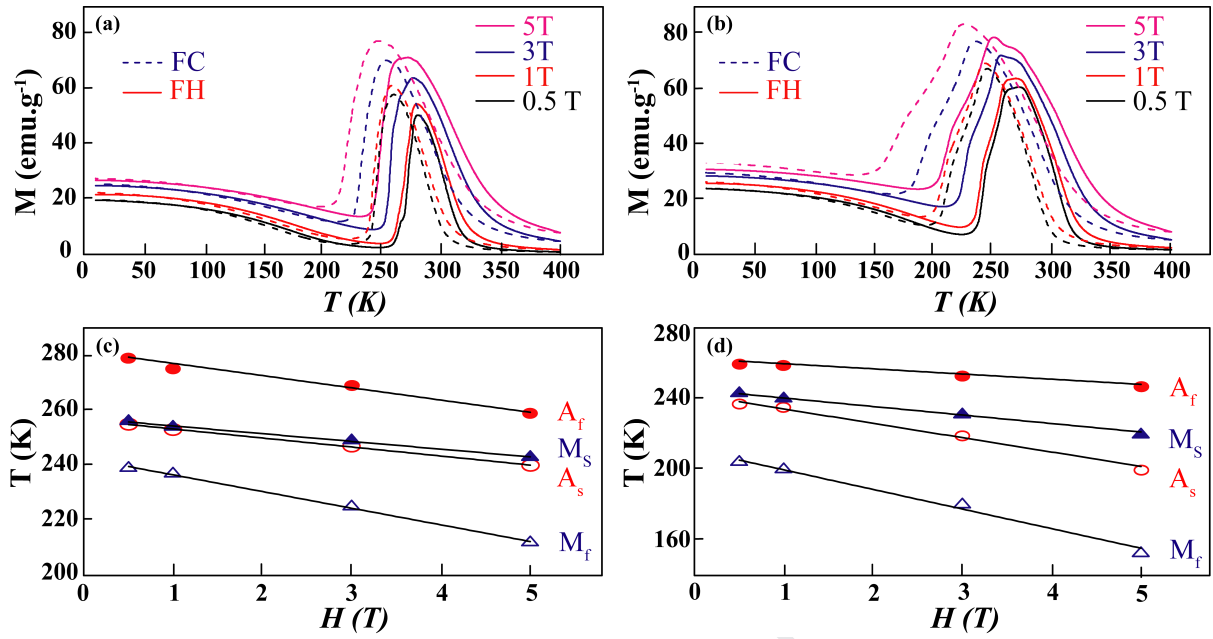 (a)
5T
3T
1T
0.5 T
FC
FH
M (emu.g⁻¹)
80
60
40
20
0
0
50
100
150
200
250
300
350
400
T (K)
(b)
5T
3T
1T
0.5 T
FC
FH
M (emu.g⁻¹)
80
60
40
20
0
0
50
100
150
200
250
300
350
400
T (K)
(c)
T (K)
280
260
240
220
200
0
1
2
3
4
5
H (T)
A_f
M_S
A_s
M_f
(d)
T (K)
280
240
200
160
0
1
2
3
4
5
H (T)
A_f
M_S
A_s
M_f